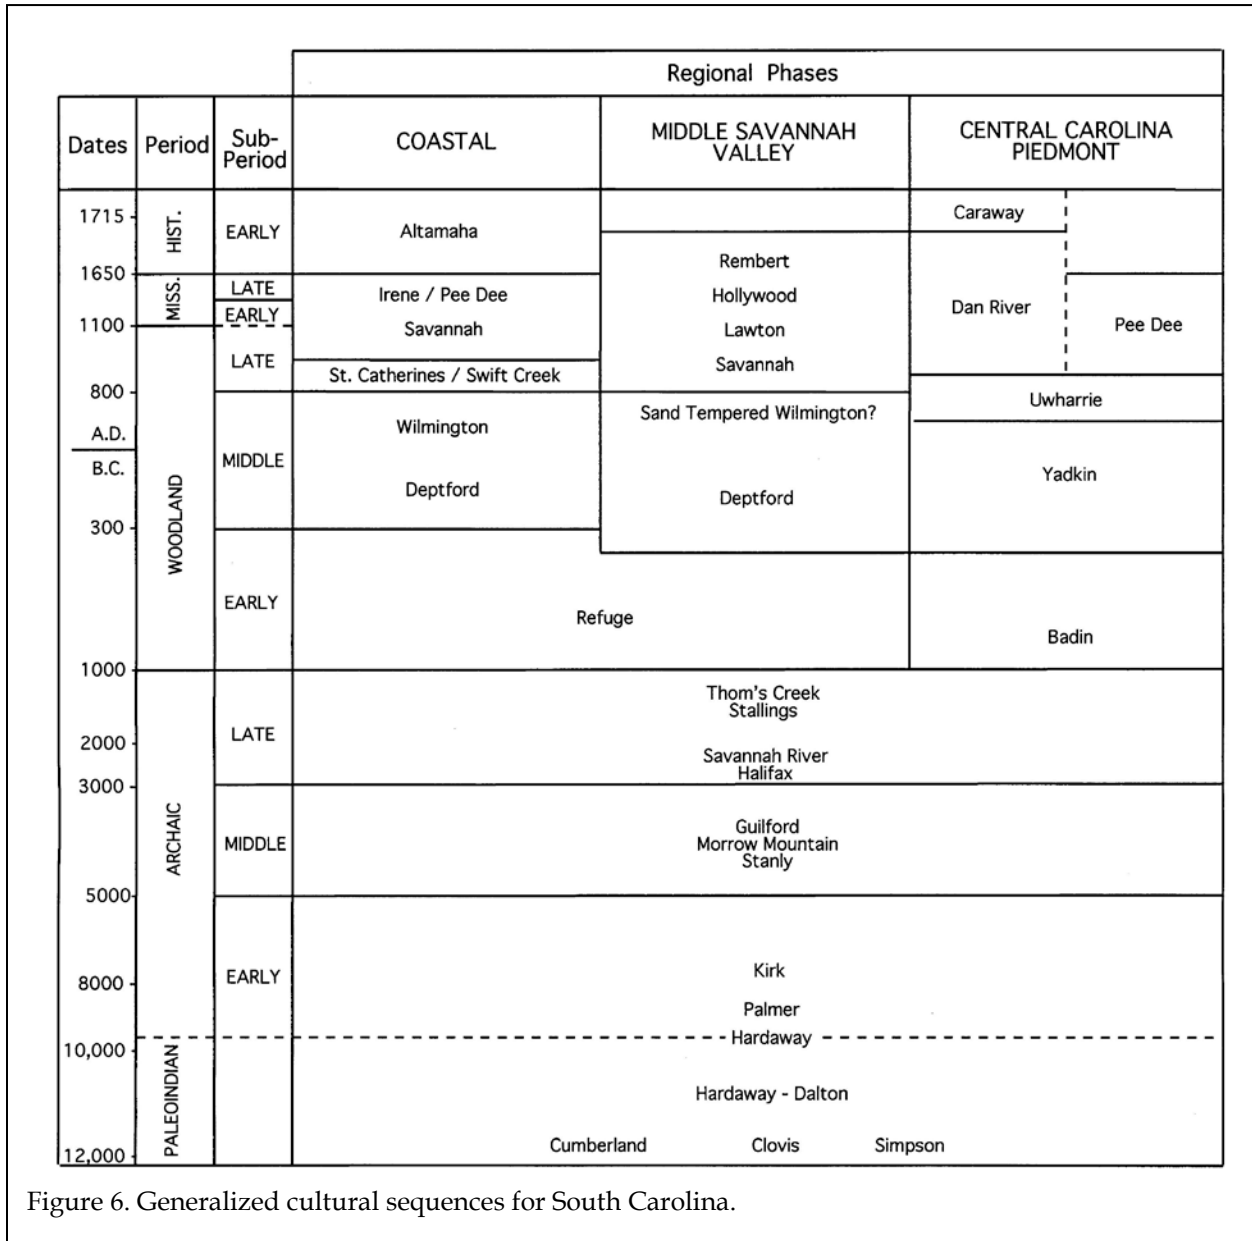 Regional Phases
Dates
Period
Sub-
Period
COASTAL
MIDDLE SAVANNAH
VALLEY
CENTRAL CAROLINA
PIEDMONT
1715
HIST.
EARLY
Altamaha
Caraway
1650
Rembert
MISS.
LATE
Irene / Pee Dee
Hollywood
Dan River
EARLY
1100
Savannah
Lawton
Pee Dee
LATE
Savannah
St. Catherines / Swift Creek
800
Uwharrie
Sand Tempered Wilmington?
Wilmington
A.D.
B.C.
WOODLAND
MIDDLE
Yadkin
Deptford
Deptford
300
EARLY
Refuge
Badin
1000
Thom's Creek
Stallings
LATE
2000
Savannah River
Halifax
3000
ARCHAIC
Guilford
MIDDLE
Morrow Mountain
Stanly
5000
EARLY
Kirk
8000
Palmer
Hardaway
10,000
PALEOINDIAN
Hardaway - Dalton
Cumberland
Clovis
Simpson
12,000
Figure 6. Generalized cultural sequences for South Carolina.